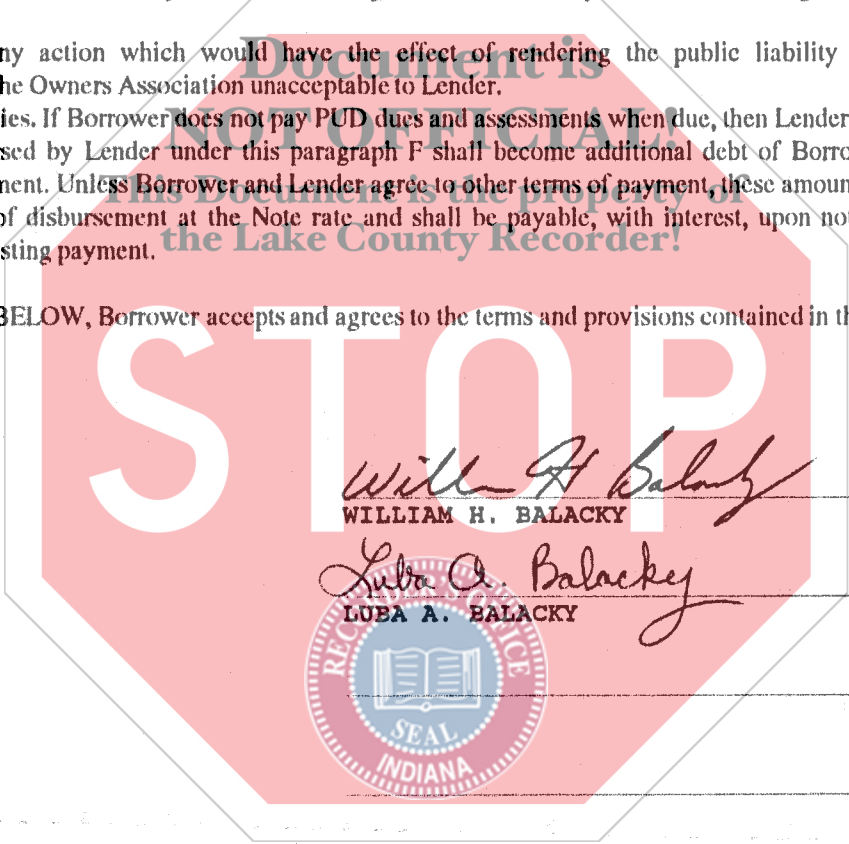 ny action which would have the effect of rendering the public liability
he Owners Association unacceptable to Lender.
ies. If Borrower does not pay PUD dues and assessments when due, then Lender
sed by Lender under this paragraph F shall become additional debt of Borro
nent. Unless Borrower and Lender agree to other terms of payment, these amoun
of disbursement at the Note rate and shall be payable, with interest, upon not
sting payment.
Document is
NOT OFFICIAL!
This Document is the property of
the Lake County Recorder!
BELOW, Borrower accepts and agrees to the terms and provisions contained in th
STOP
William H Balacky
WILLIAM H. BALACKY
Luba A. Balacky
LUBA A. BALACKY
RECORDER'S OFFICE
SEAL
INDIANA